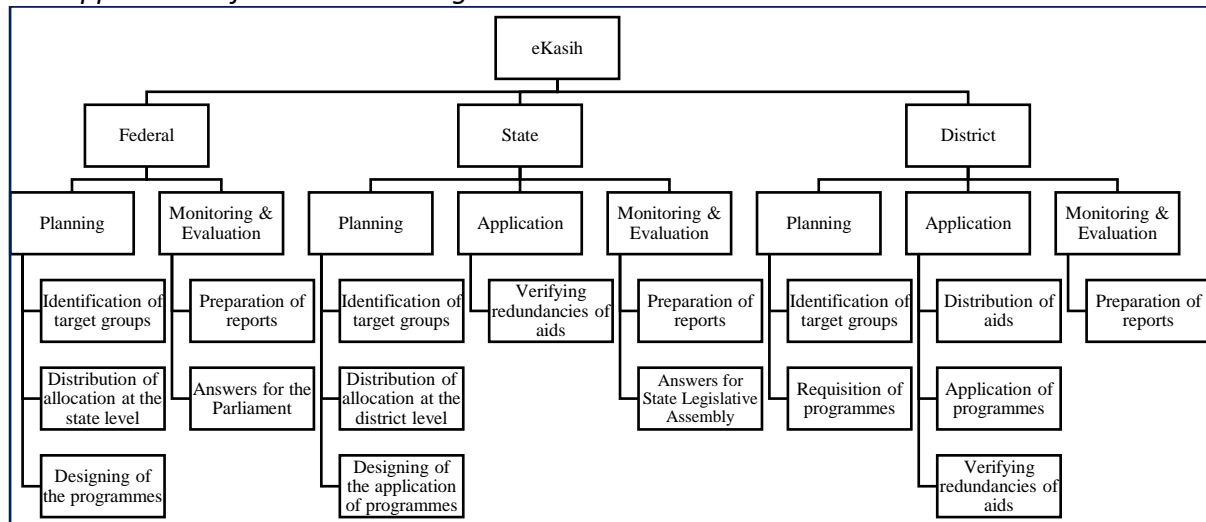 eKasih
Federal
State
District
Planning
Monitoring &
Evaluation
Planning
Application
Monitoring &
Evaluation
Planning
Application
Monitoring &
Evaluation
Identification of
target groups
Preparation of
reports
Identification of
target groups
Verifying
redundancies of
aids
Preparation of
reports
Identification of
target groups
Distribution of
aids
Preparation of
reports
Distribution of
allocation at the
state level
Answers for the
Parliament
Distribution of
allocation at the
district level
Answers for
State Legislative
Assembly
Requisition of
programmes
Application of
programmes
Designing of
the programmes
Designing of
the application
of programmes
Verifying
redundancies of
aids